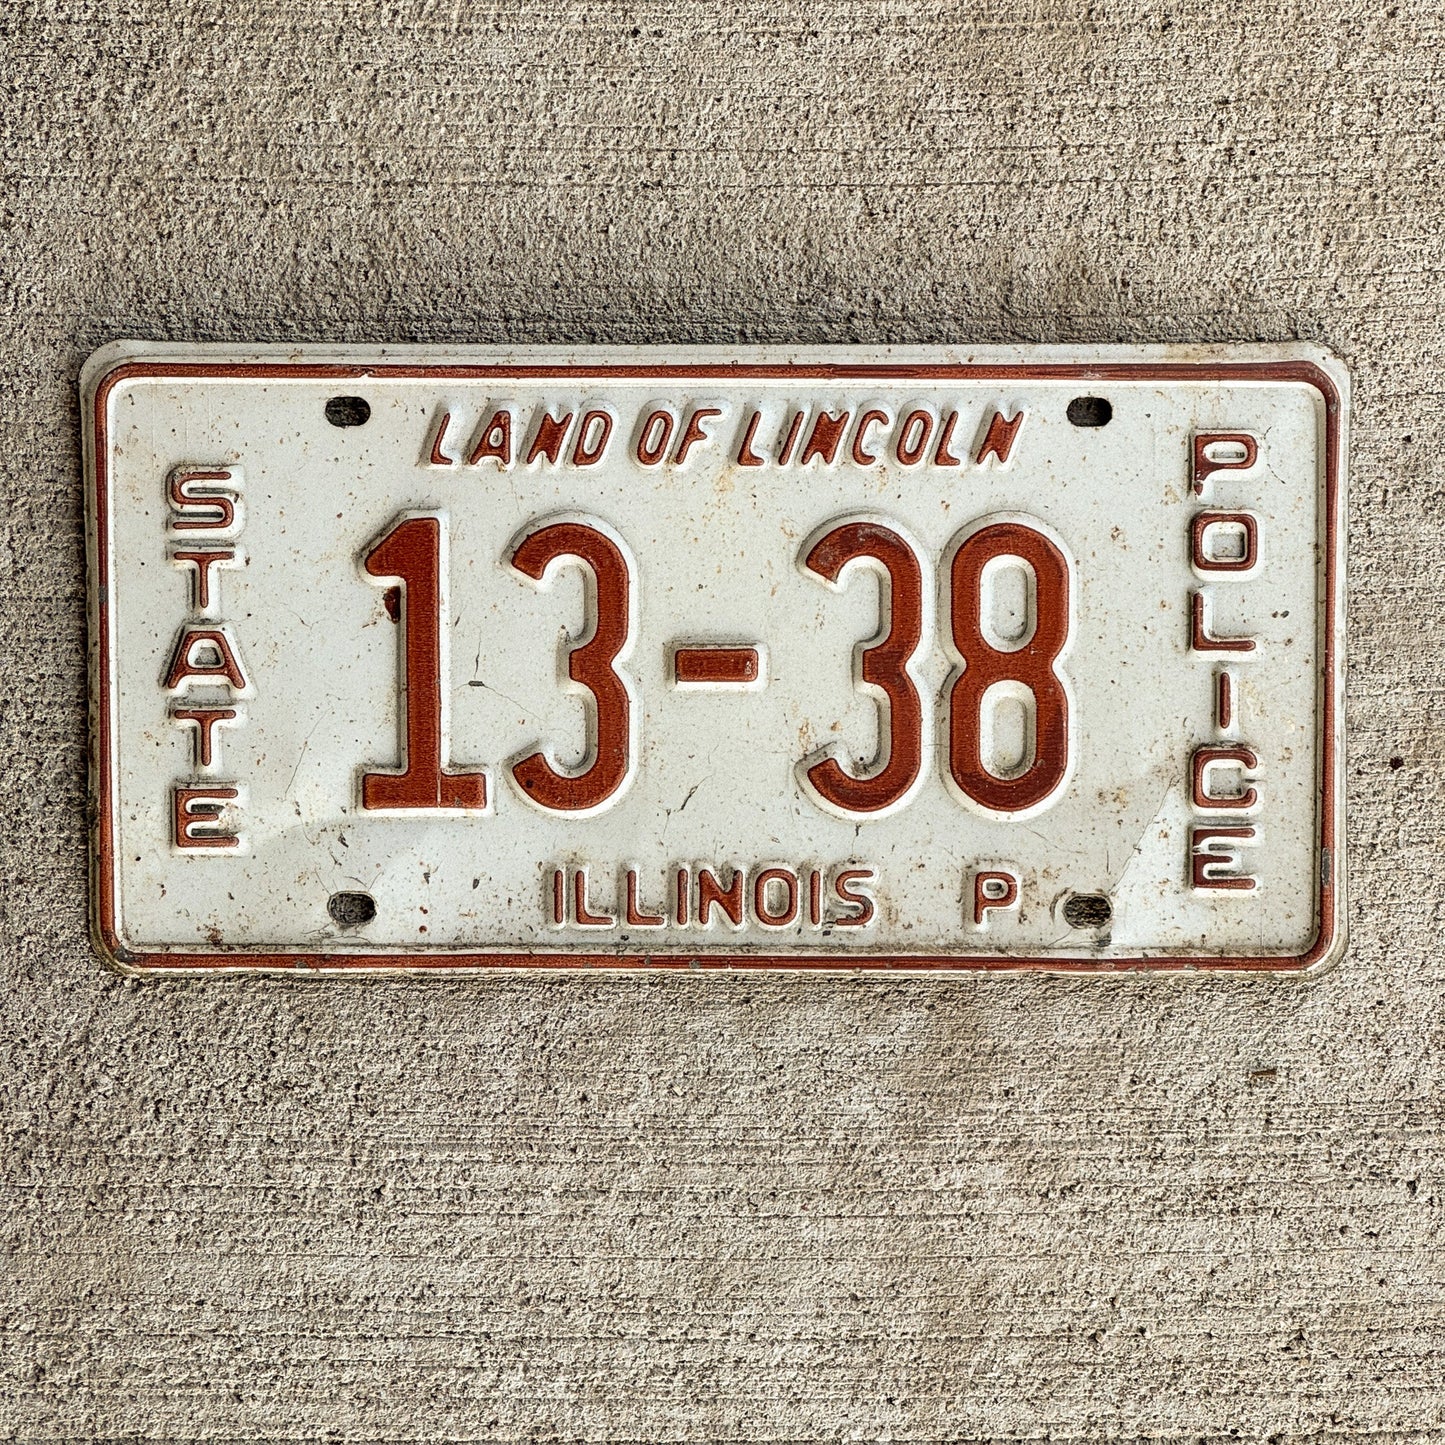 LAND OF LINCOLN
STATE
13-38
POLICE
ILLINOIS P